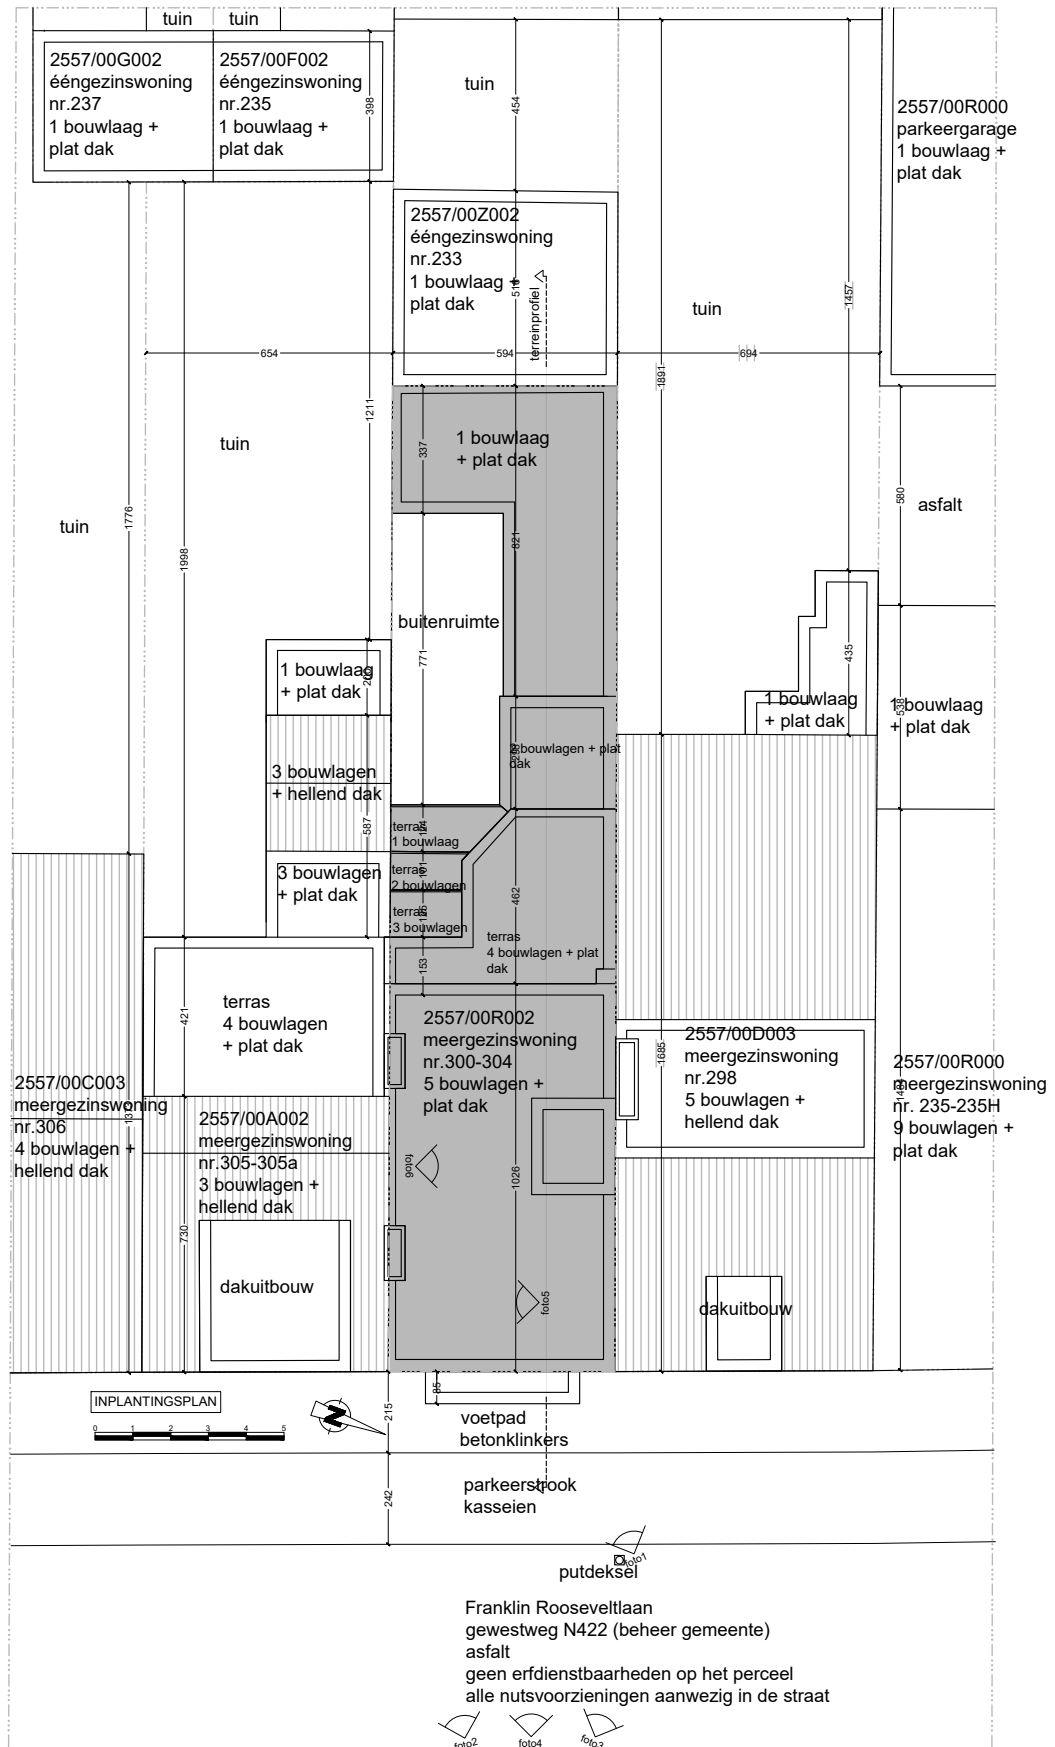 tuin
tuin
2557/00G002
ééngezinswoning
nr.237
1 bouwlaag +
plat dak
2557/00F002
ééngezinswoning
nr.235
1 bouwlaag +
plat dak
398
tuin
454
2557/00R000
parkeergarage
1 bouwlaag +
plat dak
2557/00Z002
ééngezinswoning
nr.233
1 bouwlaag +
plat dak
terreinprofiel
tuin
1457
654
594
694
1891
1211
tuin
1 bouwlaag
+ plat dak
337
580
asfalt
tuin
1776
1998
821
buitenruimte
771
435
1 bouwlaag
+ plat dak
1 bouwlaag
+ plat dak
1 bouwlaag
+ plat dak
538
2 bouwlagen + plat
dak
3 bouwlagen
+ hellend dak
587
terras
1 bouwlaag
terras
2 bouwlagen
101
3 bouwlagen
+ plat dak
terras
3 bouwlagen
462
terras
4 bouwlagen + plat
dak
153
terras
4 bouwlagen
+ plat dak
421
2557/00R002
meergezinswoning
nr.300-304
5 bouwlagen +
plat dak
2557/00D003
meergezinswoning
nr.298
5 bouwlagen +
hellend dak
1685
2557/00R000
meergezinswoning
nr. 235-235H
9 bouwlagen +
plat dak
2557/00C003
meergezinswoning
nr.306
4 bouwlagen +
hellend dak
2557/00A002
meergezinswoning
nr.305-305a
3 bouwlagen +
hellend dak
foto6
1026
730
dakuitbouw
foto5
dakuitbouw
INPLANTINGSPLAN
0 1 2 3 4 5
N
85
215
voetpad
betonklinkers
242
parkeerstrook
kasseien
foto1
putdeksel
Franklin Rooseveltlaan
gewestweg N422 (beheer gemeente)
asfalt
geen erfdienstbaarheden op het perceel
alle nutsvoorzieningen aanwezig in de straat
foto2
foto4
foto3